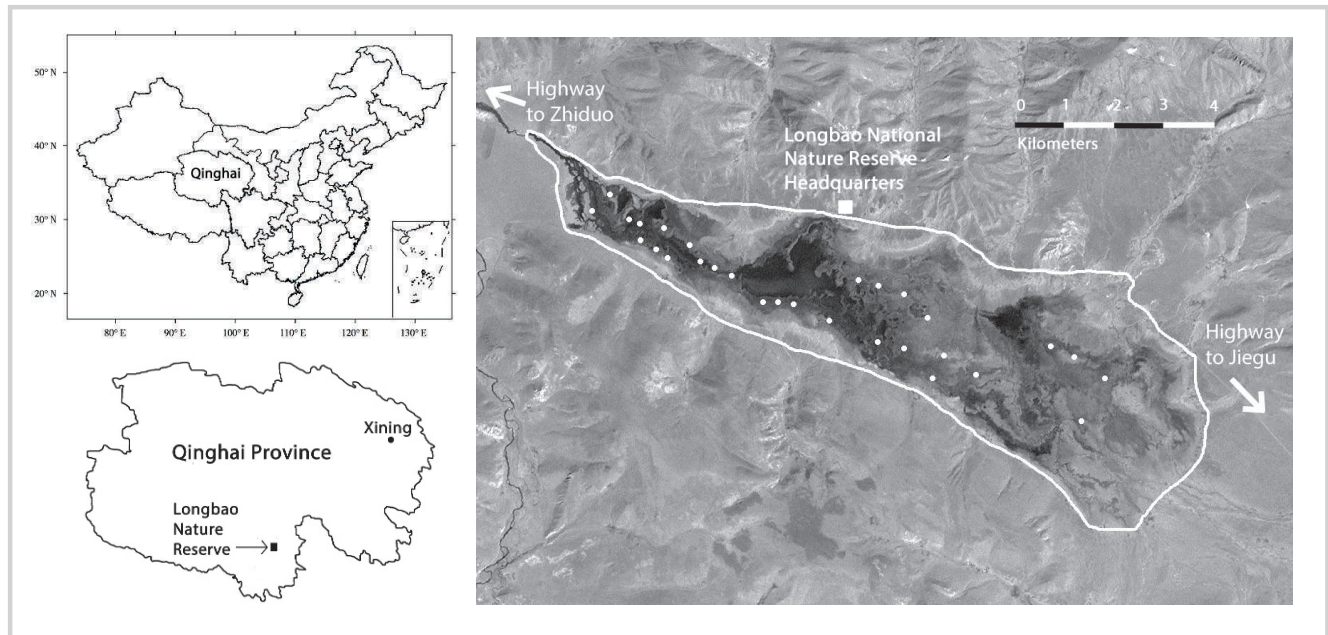 50° N
40° N
30° N
20° N
80° E
90° E
100° E
110° E
120° E
130° E
Qinghai
Qinghai Province
Xining
Longbao
Nature
Reserve
Highway
to Zhiduo
Longbao National
Nature Reserve
Headquarters
0 1 2 3 4
Kilometers
Highway
to Jiegu